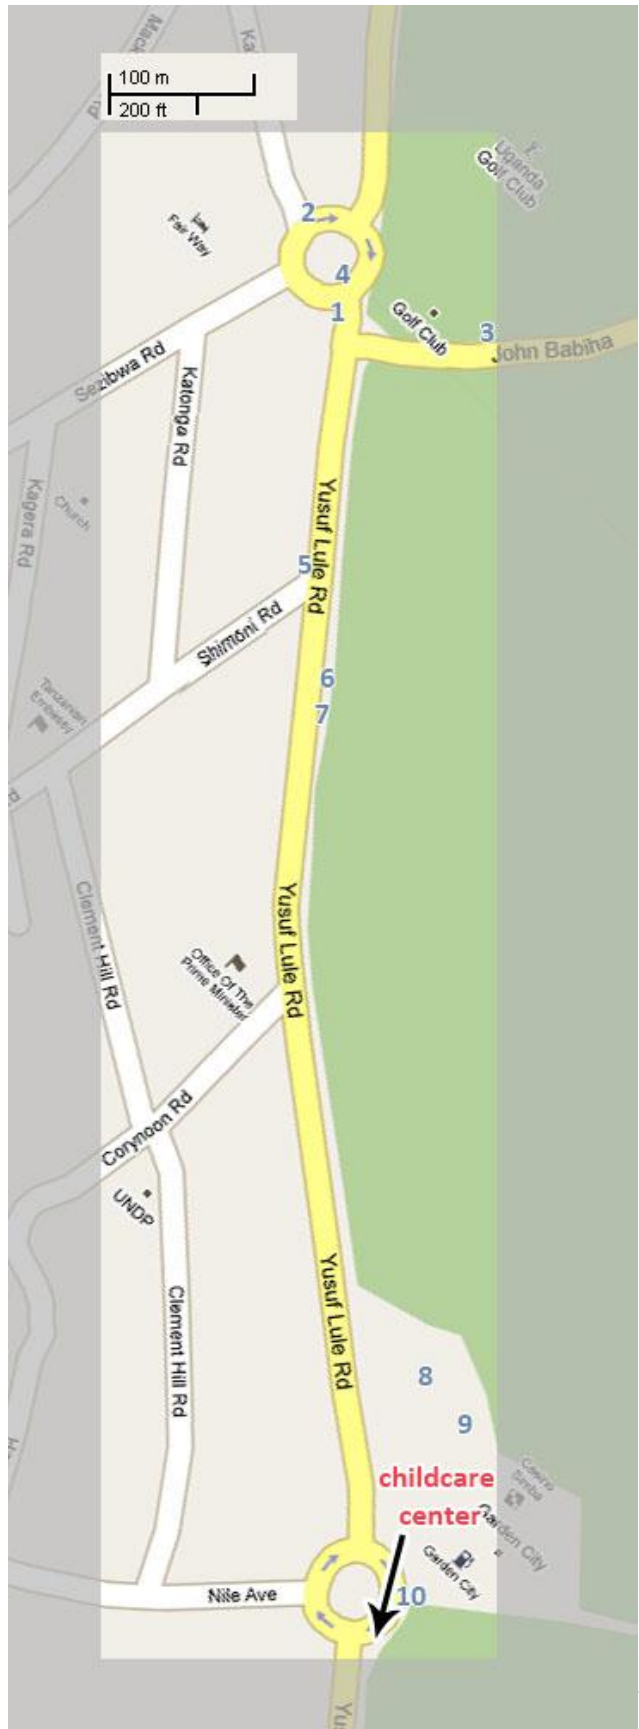 100 m
200 ft
Uganda
Golf Club
2
Fair Way
4
1
Golf Club
3
John Babiha
Sezibwa Rd
Katonga Rd
Kagera Rd
Church
Yusuf Lule Rd
5
Shimoni Rd
6
7
Tanzanian
Embassy
Clement Hill Rd
Yusuf Lule Rd
Office Of The
Prime Minister
Corynoon Rd
UNDP
Clement Hill Rd
Yusuf Lule Rd
8
9
childcare
center
Casino
Simba
Garden City
Garden City
Nile Ave
10